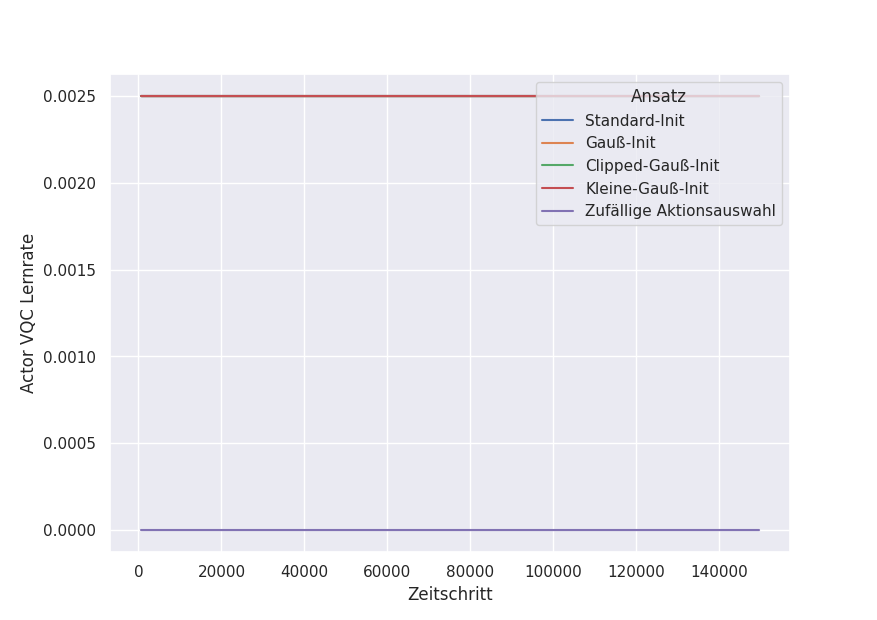 Actor VQC Lernrate
0.0025
0.0020
0.0015
0.0010
0.0005
0.0000
Ansatz
Standard-Init
Gauß-Init
Clipped-Gauß-Init
Kleine-Gauß-Init
Zufällige Aktionsauswahl
0 20000 40000 60000 80000 100000 120000 140000
Zeitschritt